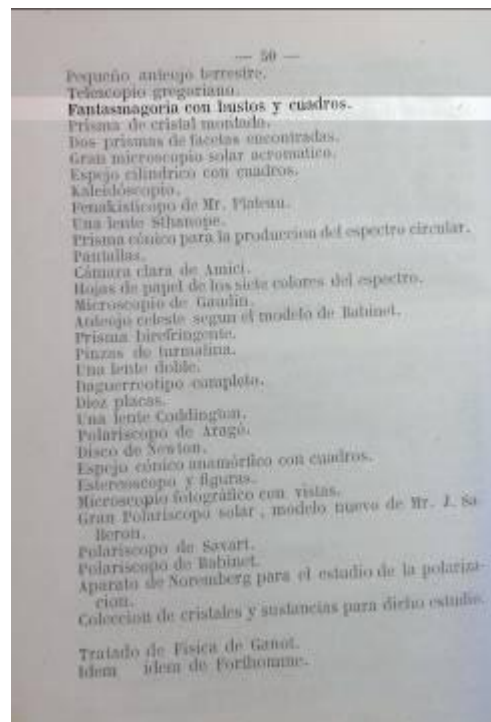 — 50 —
Pequeño anteojo terrestre.
Telescopio gregoriano.
Fantasmagoria con bustos y cuadros.
Prisma de cristal montado.
Dos prismas de facetas encontradas.
Gran microscopio solar acromatico.
Espejo cilíndrico con cuadros.
Kaleidóscopio.
Fenakisticopo de Mr. Plateau.
Una lente Sthanope.
Prisma cónico para la produccion del espectro circular.
Pantallas.
Cámara clara de Amici.
Hojas de papel de los siete colores del espectro.
Microscopio de Gaudin.
Anteojo celeste segun el modelo de Babinet.
Prisma birefringente.
Pinzas de turmalina.
Una lente doble.
Daguerreotipo completo.
Diez placas.
Una lente Coddington.
Polariscopo de Aragó.
Disco de Newton.
Espejo cónico anamórfico con cuadros.
Estereoscopo y figuras.
Microscopio fotográfico con vistas.
Gran Polariscopo solar, modelo nuevo de Mr. J. Sa-
lleron.
Polariscopo de Savart.
Polariscopo de Babinet.
Aparato de Noremberg para el estudio de la polariza-
cion.
Coleccion de cristales y sustancias para dicho estudio.
Tratado de Fisica de Ganot.
Idem idem de Forthomme.